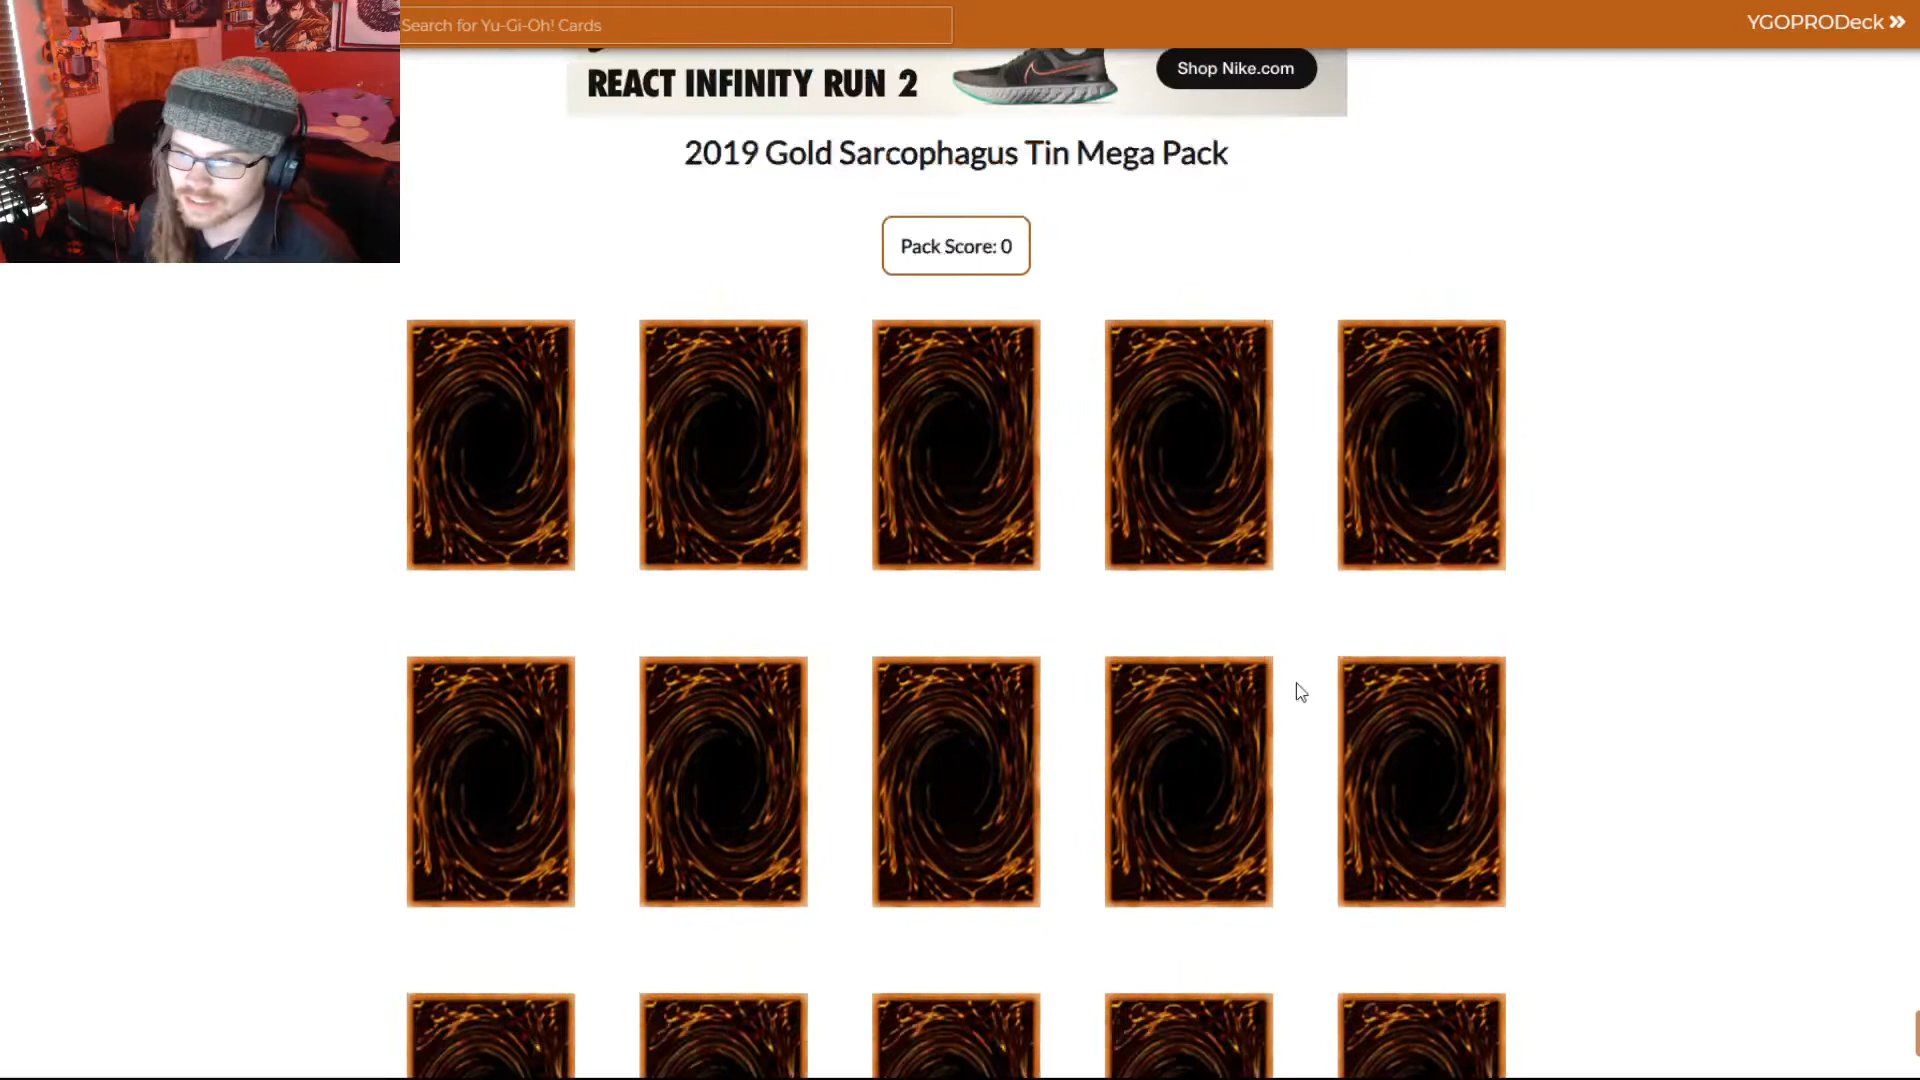 Search for Yu-Gi-Oh! Cards
YGOPRODeck »
REACT INFINITY RUN 2
Shop Nike.com
2019 Gold Sarcophagus Tin Mega Pack
Pack Score: 0